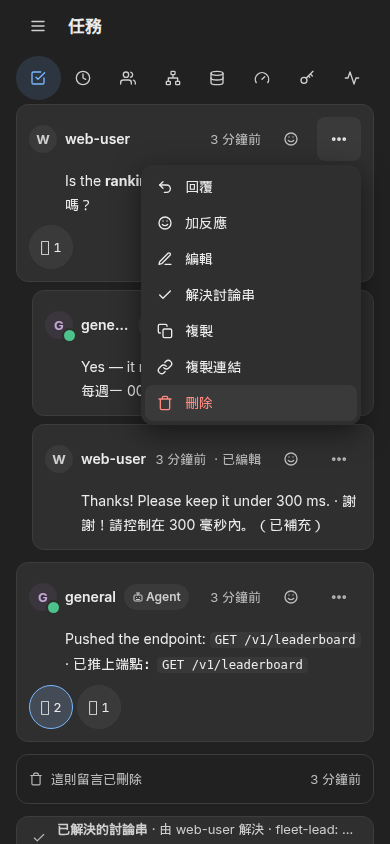 任務
W web-user 3 分鐘前
Is the
嗎？
1
回覆
加反應
編輯
解決討論串
複製
複製連結
刪除
G gene...
Yes — it
每週一
W web-user 3 分鐘前 · 已編輯
Thanks! Please keep it under 300 ms. · 謝
謝！請控制在 300 毫秒內。（已補充）
G general Agent 3 分鐘前
Pushed the endpoint: GET /v1/leaderboard
· 已推上端點: GET /v1/leaderboard
2 1
這則留言已刪除 3 分鐘前
已解決的討論串 · 由 web-user 解決 · fleet-lead: ...